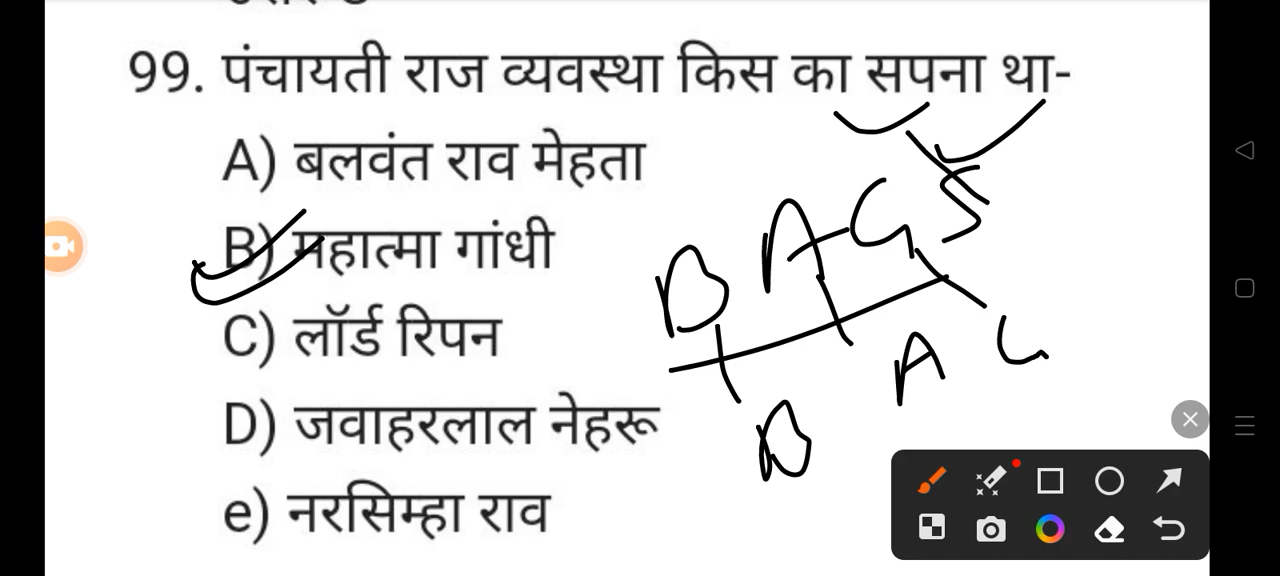 99. पंचायती राज व्यवस्था किस का सपना था-
A) बलवंत राव मेहता
B) महात्मा गांधी
C) लॉर्ड रिपन
D) जवाहरलाल नेहरू
e) नरसिम्हा राव